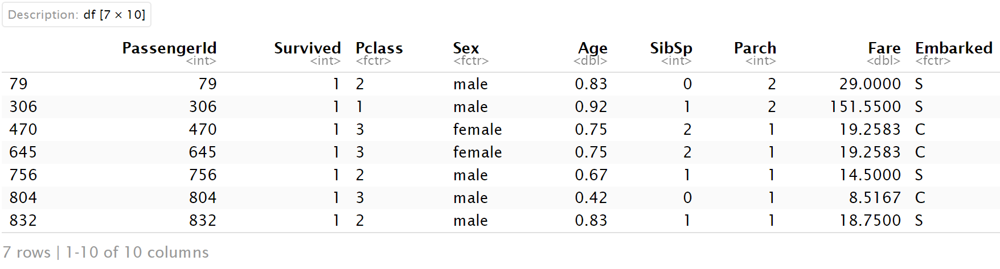 Description: df [7 × 10]
PassengerId Survived Pclass Sex Age SibSp Parch Fare Embarked
<int> <int> <fctr> <fctr> <dbl> <int> <int> <dbl> <fctr>
79 79 1 2 male 0.83 0 2 29.0000 S
306 306 1 1 male 0.92 1 2 151.5500 S
470 470 1 3 female 0.75 2 1 19.2583 C
645 645 1 3 female 0.75 2 1 19.2583 C
756 756 1 2 male 0.67 1 1 14.5000 S
804 804 1 3 male 0.42 0 1 8.5167 C
832 832 1 2 male 0.83 1 1 18.7500 S
7 rows | 1-10 of 10 columns